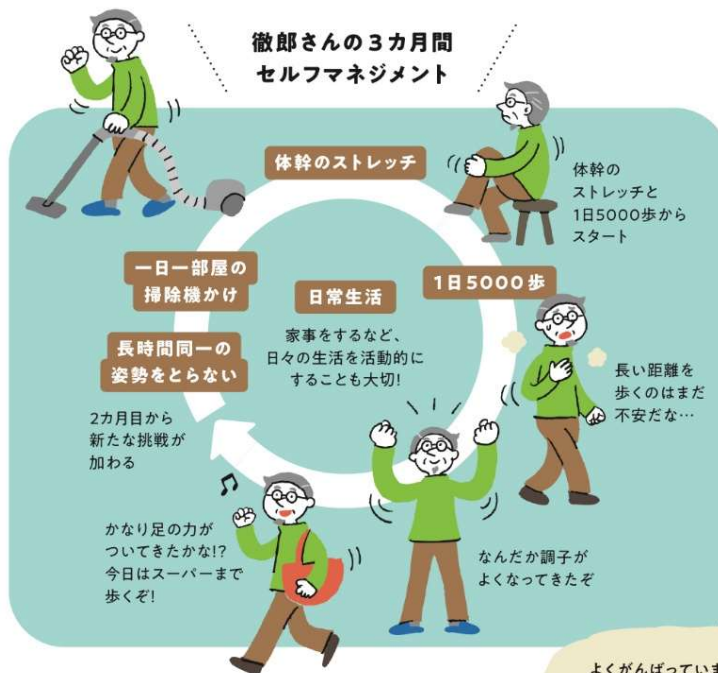 徹郎さんの3カ月間
セルフマネジメント
体幹のストレッチ
体幹の
ストレッチと
1日5000歩から
スタート
1日5000歩
長い距離を
歩くのはまだ
不安だな…
なんだか調子が
よくなってきたぞ
かなり足の力が
ついてきたかな!?
今日はスーパーまで
歩くぞ!
2カ月目から
新たな挑戦が
加わる
長時間同一の
姿勢をとらない
一日一部屋の
掃除機かけ
日常生活
家事をするなど、
日々の生活を活動的に
することも大切!
よくがんばっていま